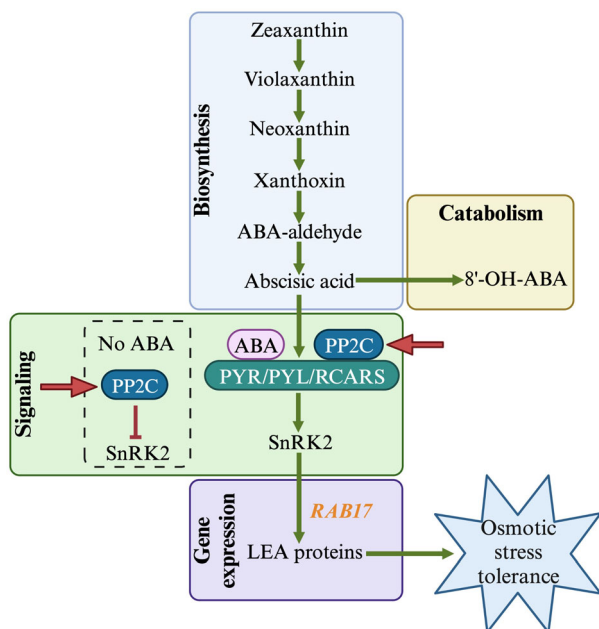 Biosynthesis
Zeaxanthin
Violaxanthin
Neoxanthin
Xanthoxin
ABA-aldehyde
Abscisic acid
Catabolism
8'-OH-ABA
Signaling
No ABA
PP2C
SnRK2
ABA
PP2C
PYR/PYL/RCARS
SnRK2
Gene
expression
RAB17
LEA proteins
Osmotic
stress
tolerance